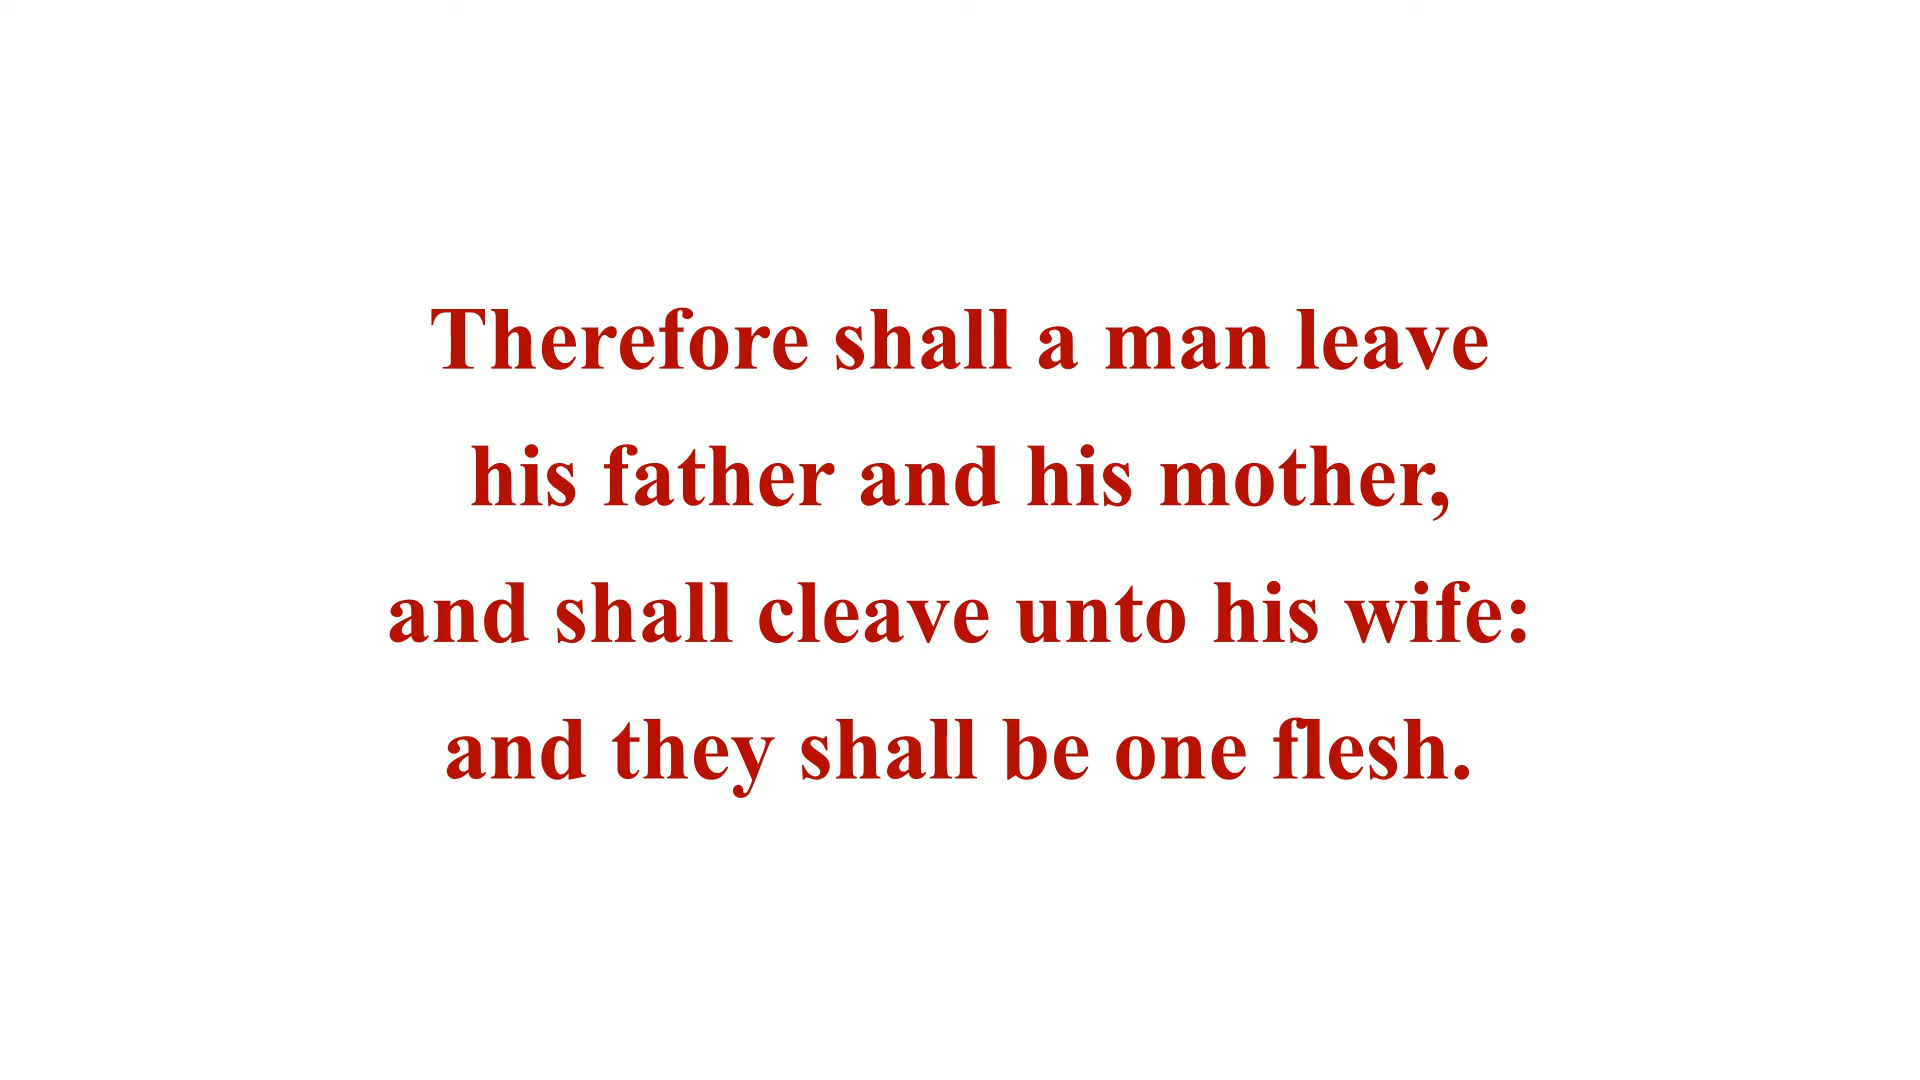 Therefore shall a man leave
his father and his mother,
and shall cleave unto his wife:
and they shall be one flesh.